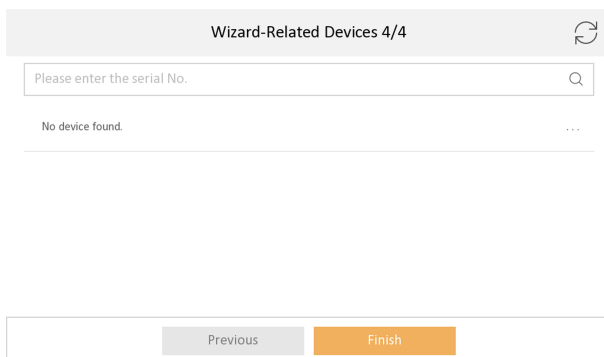 Wizard-Related Devices 4/4
Please enter the serial No.
No device found.
...
Previous
Finish